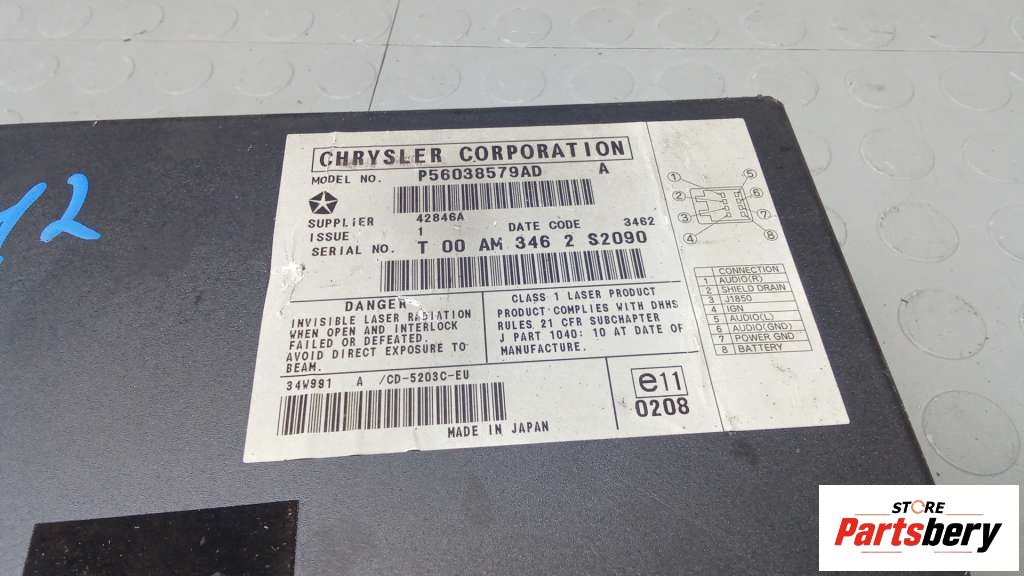 12
CHRYSLER CORPORATION
MODEL NO. P56038579AD A
SUPPLIER 42846A
ISSUE 1 DATE CODE 3462
SERIAL NO. T 00 AM 346 2 S2090
DANGER
INVISIBLE LASER RADIATION
WHEN OPEN AND INTERLOCK
FAILED OR DEFEATED.
AVOID DIRECT EXPOSURE TO
BEAM.
CLASS 1 LASER PRODUCT
PRODUCT COMPLIES WITH DHHS
RULES 21 CFR SUBCHAPTER
J PART 1040: 10 AT DATE OF
MANUFACTURE.
34W991 A /CD-5203C-EU
MADE IN JAPAN
e11
0208
1 5
2 6
3 7
4 8
CONNECTION
1 AUDIO(R)
2 SHIELD DRAIN
3 J1850
4 IGN
5 AUDIO(L)
6 AUDIO(GND)
7 POWER GND
8 BATTERY
STORE
Partsbery